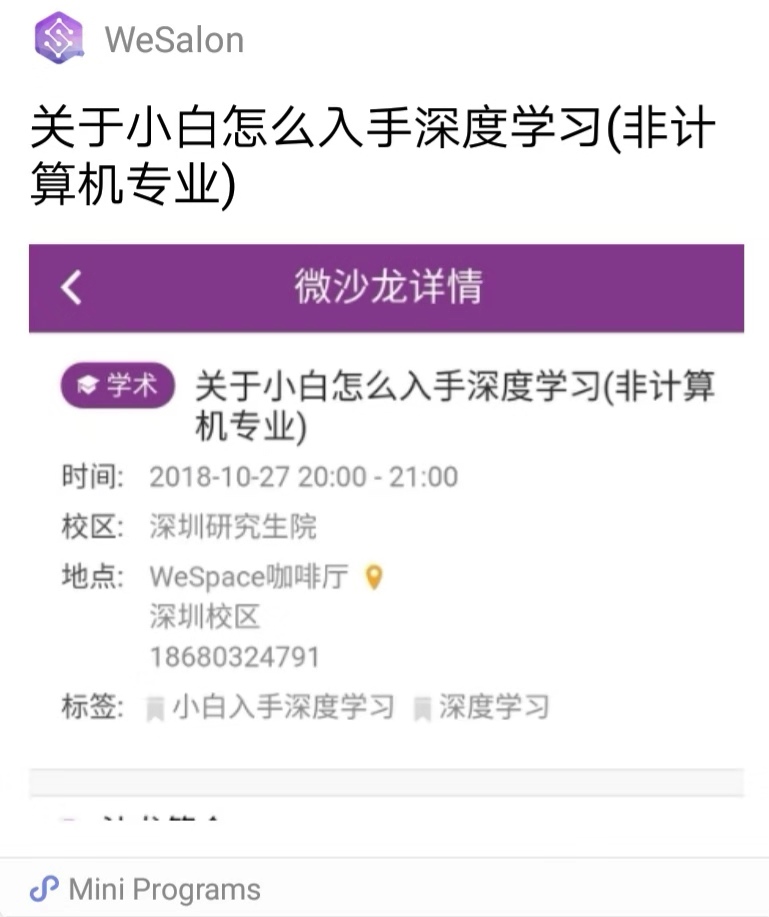 WeSalon
关于小白怎么入手深度学习(非计
算机专业)
微沙龙详情
学术 关于小白怎么入手深度学习(非计算
机专业)
时间: 2018-10-27 20:00 - 21:00
校区: 深圳研究生院
地点: WeSpace咖啡厅
深圳校区
18680324791
标签: 小白入手深度学习 深度学习
Mini Programs